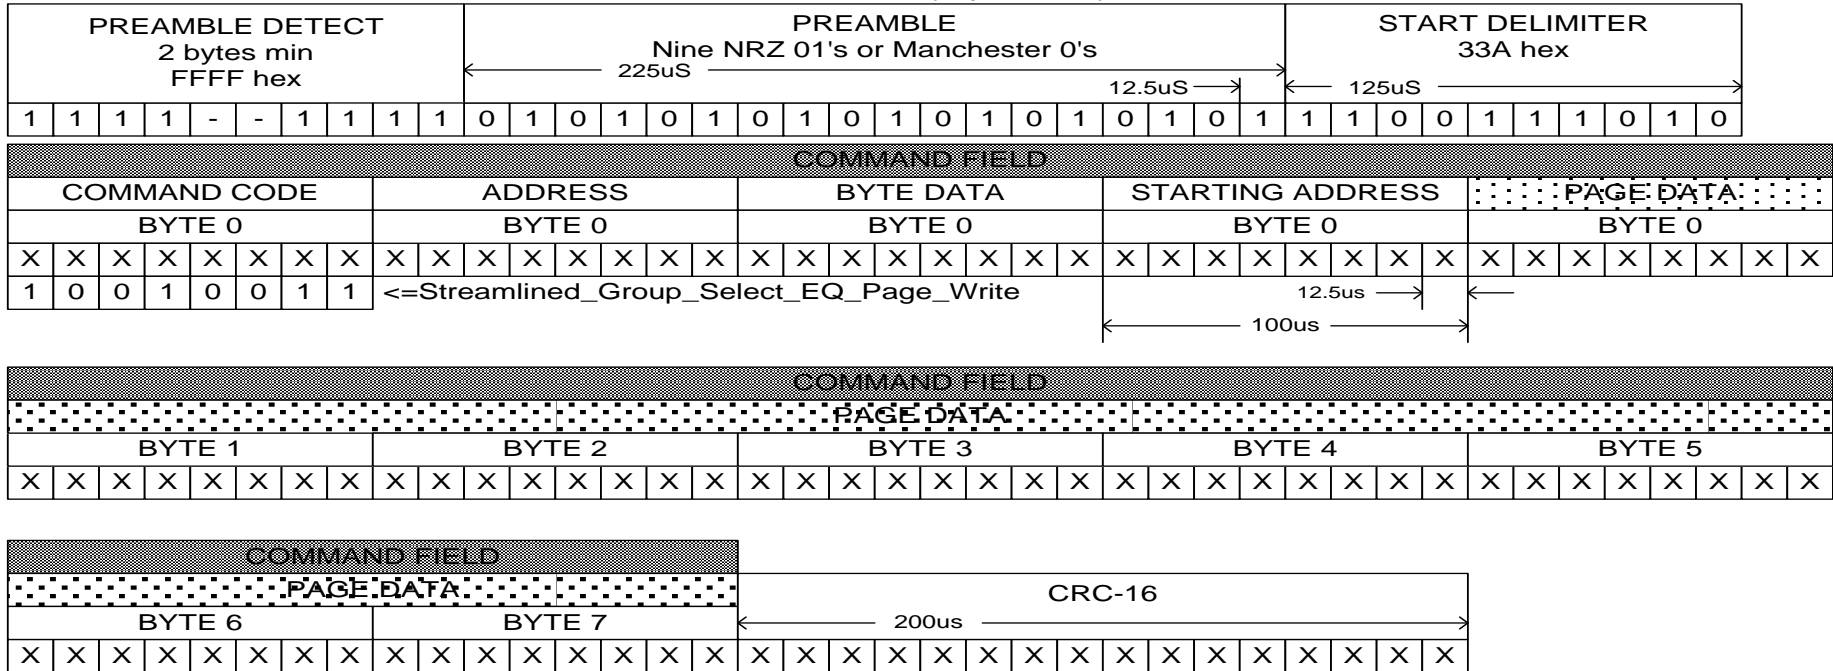 PREAMBLE DETECT PREAMBLE START DELIMITER
2 bytes min Nine NRZ 01's or Manchester 0's 33A hex
FFFF hex 225uS 12.5uS 125uS
1 1 1 1 - - 1 1 1 1 0 1 0 1 0 1 0 1 0 1 0 1 0 1 0 1 0 1 1 1 0 0 1 1 1 0 1 0
COMMAND FIELD
COMMAND CODE ADDRESS BYTE DATA STARTING ADDRESS PAGE DATA
BYTE 0 BYTE 0 BYTE 0 BYTE 0 BYTE 0
X X X X X X X X X X X X X X X X X X X X X X X X X X X X X X X X X X X X X X X X
1 0 0 1 0 0 1 1 <=Streamlined_Group_Select_EQ_Page_Write 12.5us
100us
COMMAND FIELD
PAGE DATA
BYTE 1 BYTE 2 BYTE 3 BYTE 4 BYTE 5
X X X X X X X X X X X X X X X X X X X X X X X X X X X X X X X X X X X X X X X X
COMMAND FIELD
PAGE DATA CRC-16
BYTE 6 BYTE 7 200us
X X X X X X X X X X X X X X X X X X X X X X X X X X X X X X X X